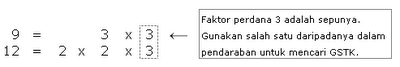 9 = 3 x 3 ←
12 = 2 x 2 x 3
Faktor perdana 3 adalah sepunya.
Gunakan salah satu daripadanya dalam
pendaraban untuk mencari GSTK.